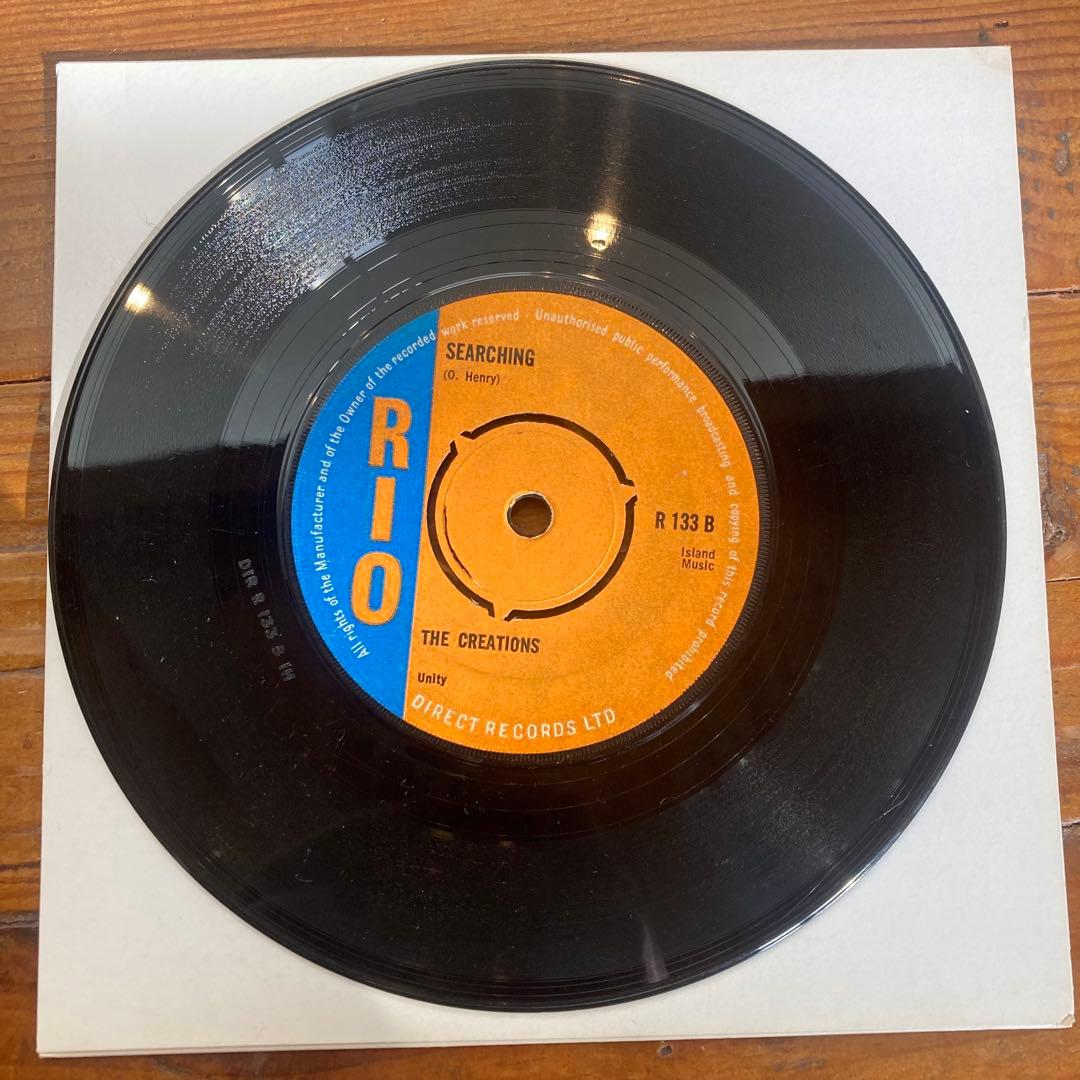 All rights of the Manufacturer and of the Owner of the recorded work reserved - Unauthorised public performance broadcasting and copying of this record prohibited
SEARCHING
(O. Henry)
RIO
R 133 B
Island
Music
THE CREATIONS
Unity
DIRECT RECORDS LTD
DIR R 133 B